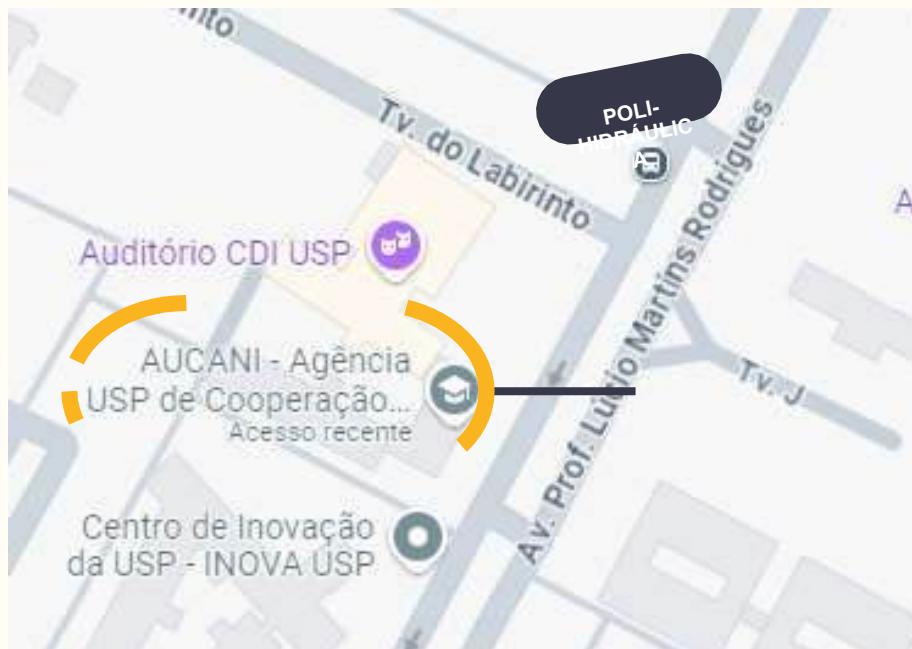 POLI-
HIDRÁULIC
A
Tv. do Labirinto
Av. Prof. Lúcio Martins Rodrigues
Auditório CDI USP
AUCANI - Agência
USP de Cooperação...
Acesso recente
Tv. J
Centro de Inovação
da USP - INOVA USP